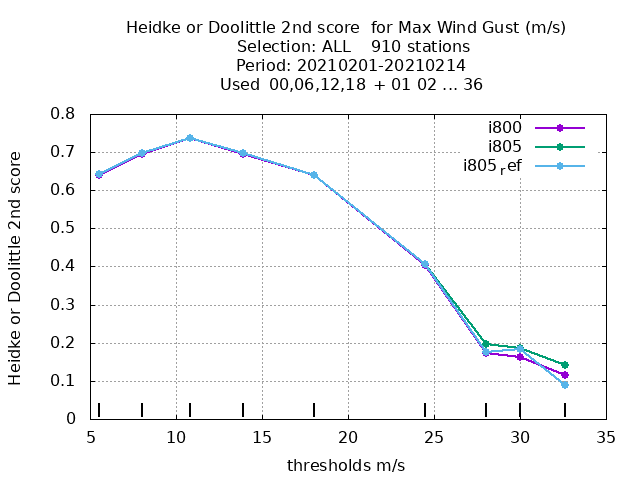 Heidke or Doolittle 2nd score  for Max Wind Gust (m/s)
Selection: ALL    910 stations
Period: 20210201-20210214
Used  00,06,12,18  + 01 02 ... 36
i800
i805
i805ref
Heidke or Doolittle 2nd score
0.8
0.7
0.6
0.5
0.4
0.3
0.2
0.1
0
5 10 15 20 25 30 35
thresholds m/s